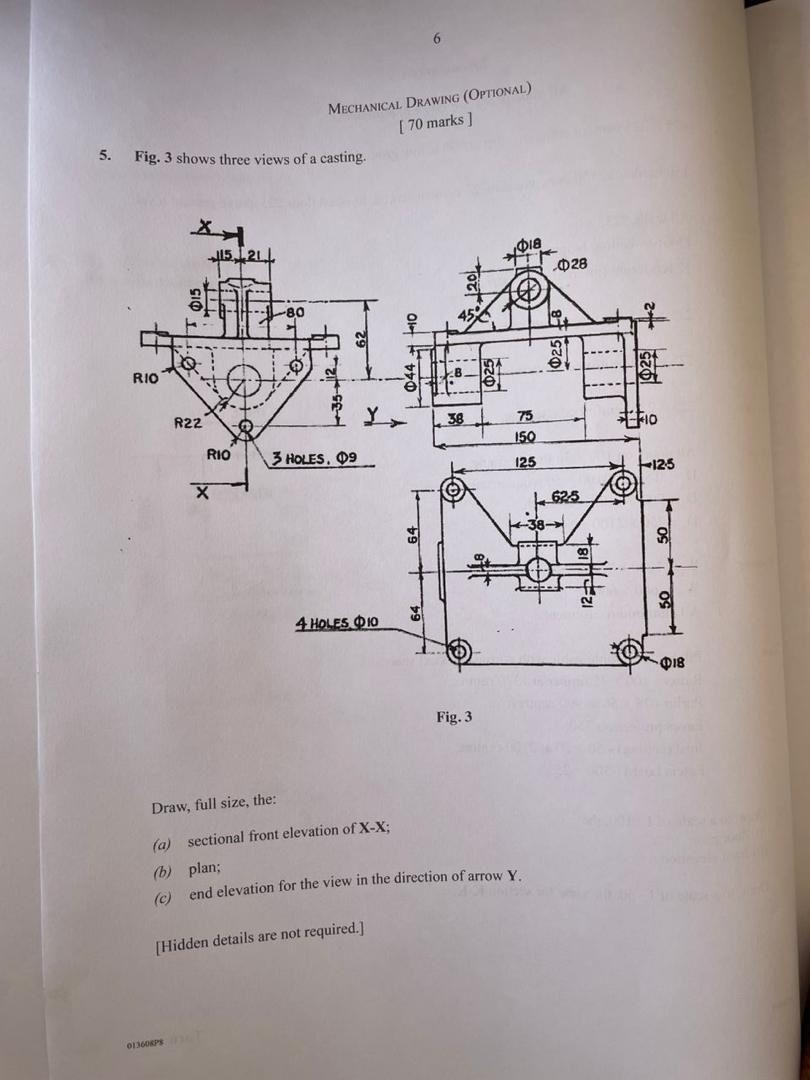 6
MECHANICAL DRAWING (OPTIONAL)
[ 70 marks ]
5. Fig. 3 shows three views of a casting.
X
15 21
Φ15
80
62
R10
12
35
R22
R10
3 HOLES, Φ9
X
Y
Φ18
Φ28
20
45°
8
10
2
Φ44
8
Φ25
Φ25
Φ25
38
75
10
150
125
12.5
62.5
38
64
18
8
50
12
64
50
4 HOLES Φ10
Φ18
Fig. 3
Draw, full size, the:
(a) sectional front elevation of X-X;
(b) plan;
(c) end elevation for the view in the direction of arrow Y.
[Hidden details are not required.]
013608P8